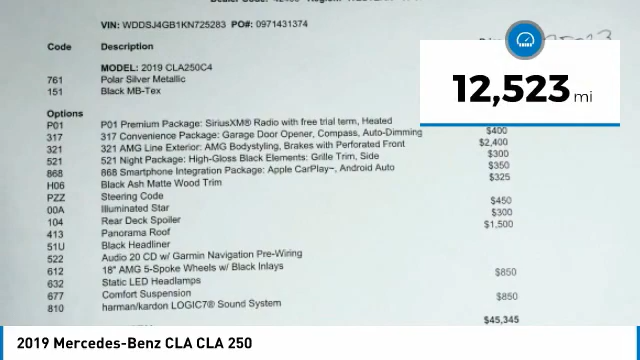 VIN: WDDSJ4GB1KN725283 PO#: 0971431374
Code Description
MODEL: 2019 CLA250C4
761 Polar Silver Metallic
151 Black MB-Tex
12,523 mi
Options
P01 P01 Premium Package: SiriusXM® Radio with free trial term, Heated
317 317 Convenience Package: Garage Door Opener, Compass, Auto-Dimming $400
321 321 AMG Line Exterior: AMG Bodystyling, Brakes with Perforated Front $2,400
521 521 Night Package: High-Gloss Black Elements: Grille Trim, Side $300
868 868 Smartphone Integration Package: Apple CarPlay~, Android Auto $350
H06 Black Ash Matte Wood Trim $325
PZZ Steering Code
00A Illuminated Star $450
104 Rear Deck Spoiler $300
413 Panorama Roof $1,500
51U Black Headliner
522 Audio 20 CD w/ Garmin Navigation Pre-Wiring
612 18" AMG 5-Spoke Wheels w/ Black Inlays
632 Static LED Headlamps $850
677 Comfort Suspension
810 harman/kardon LOGIC7® Sound System $850
$45,345
2019 Mercedes-Benz CLA CLA 250